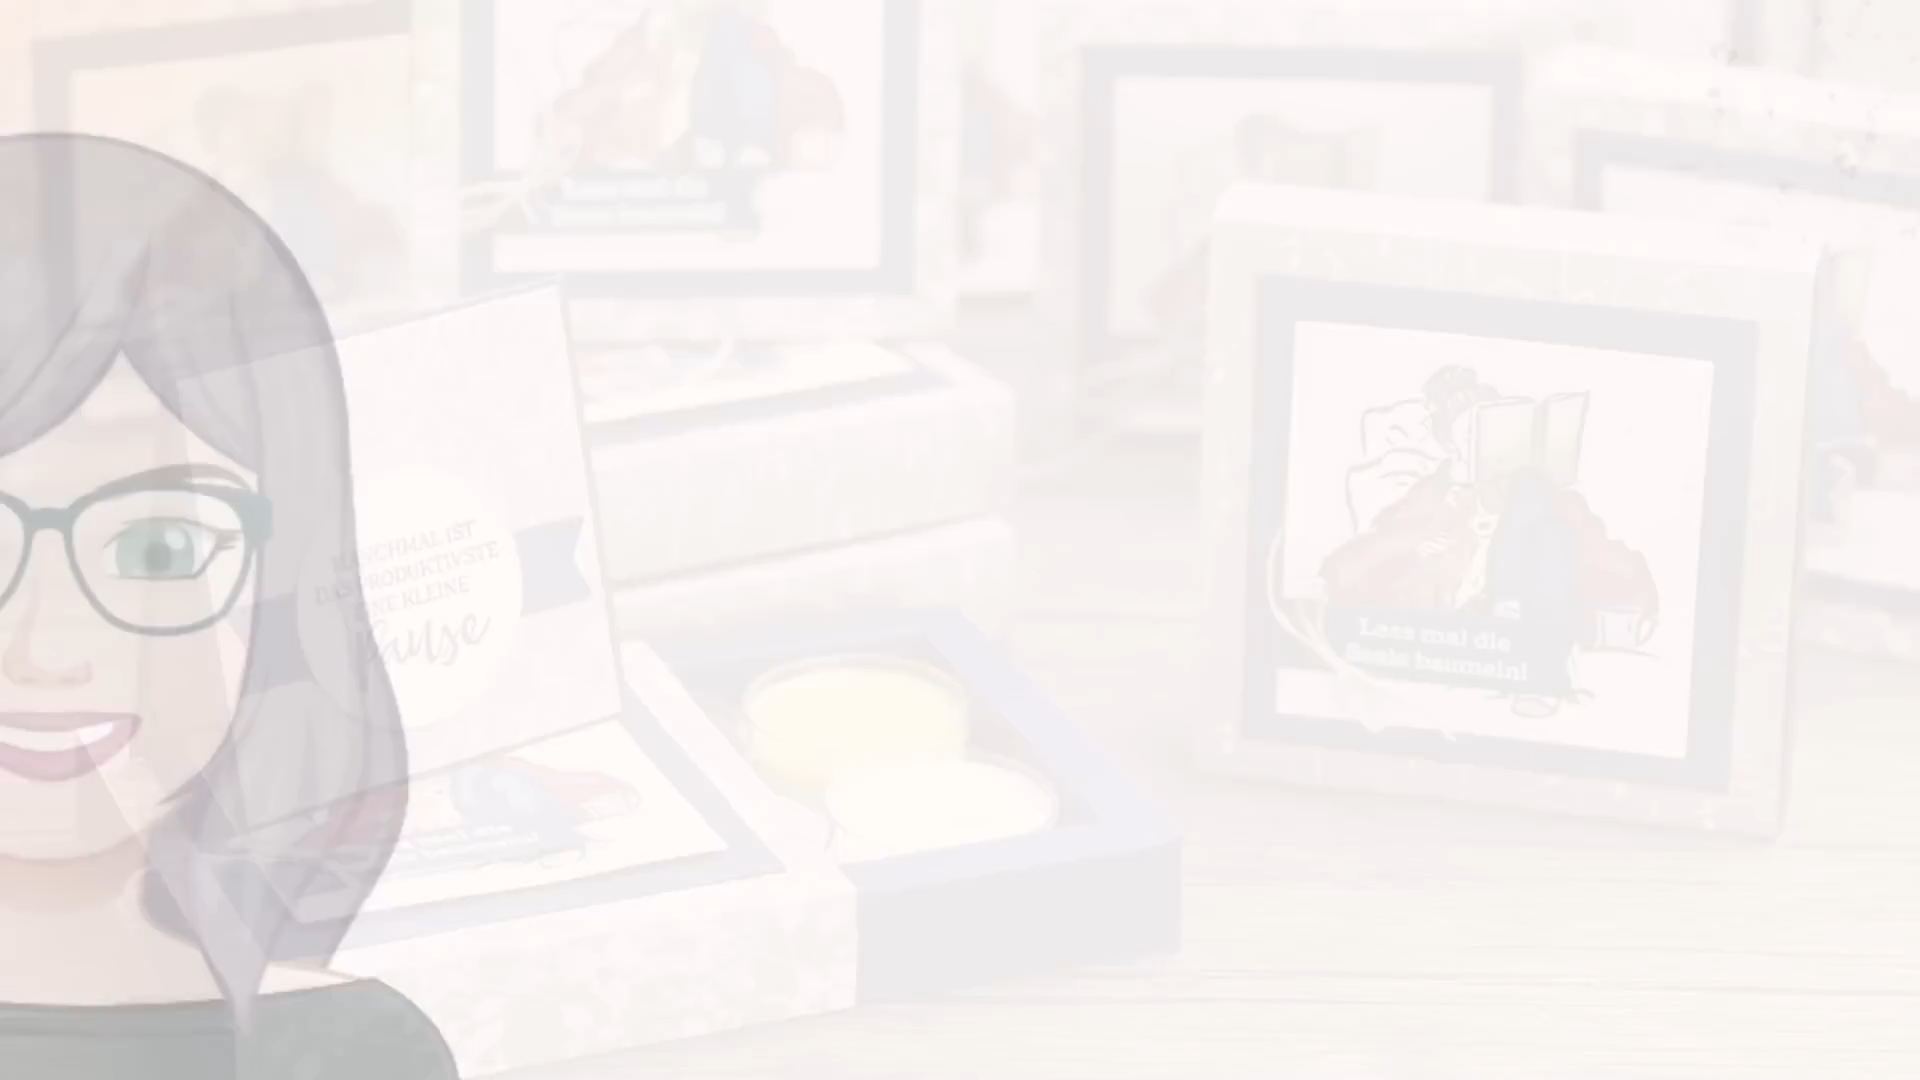 MANCHMAL IST
DAS PRODUKTIVSTE
EINE KLEINE
Pause
Lass mal die
Seele baumeln!